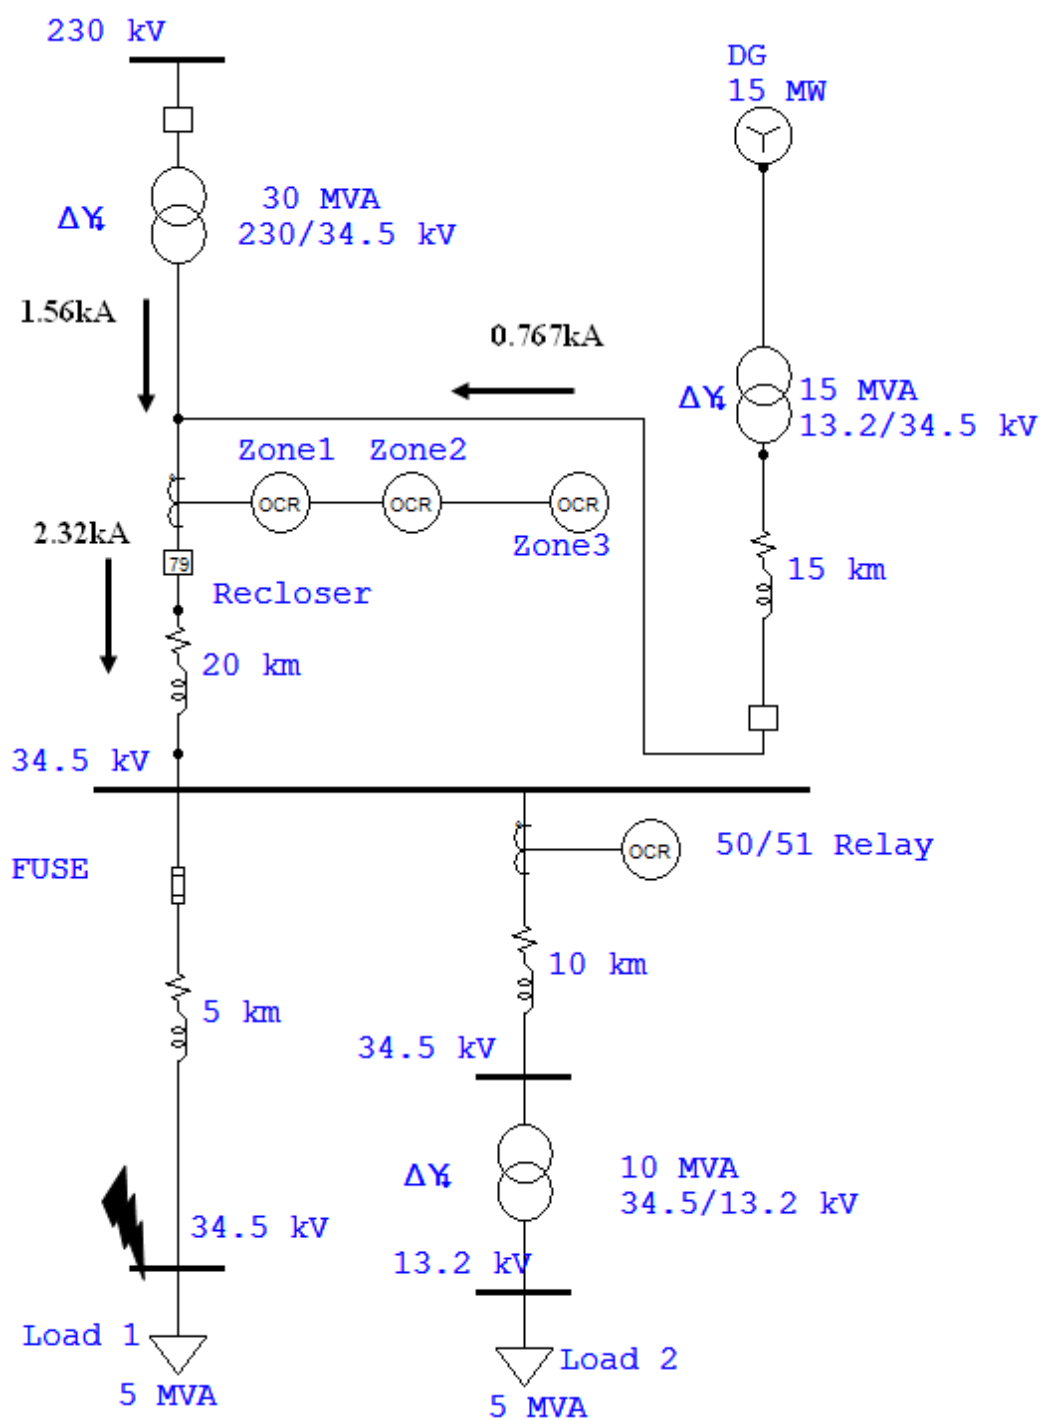 230 kV
DG
15 MW
30 MVA
ΔY
230/34.5 kV
1.56kA
0.767kA
ΔY
15 MVA
13.2/34.5 kV
Zone1 Zone2
OCR OCR OCR
Zone3
2.32kA
79
Recloser
15 km
20 km
34.5 kV
50/51 Relay
OCR
FUSE
10 km
5 km
34.5 kV
ΔY
10 MVA
34.5/13.2 kV
34.5 kV
13.2 kV
Load 1
5 MVA
Load 2
5 MVA